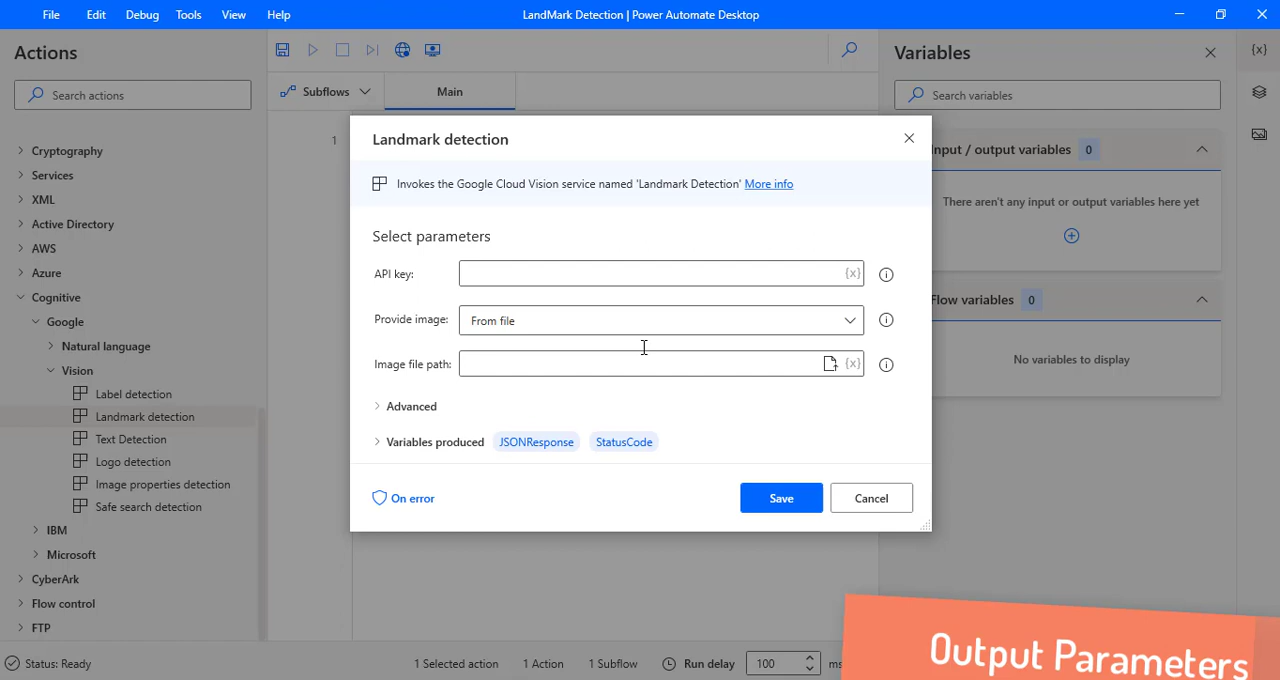 File Edit Debug Tools View Help
LandMark Detection | Power Automate Desktop
Actions
Search actions
Cryptography
Services
XML
Active Directory
AWS
Azure
Cognitive
Google
Natural language
Vision
Label detection
Landmark detection
Text Detection
Logo detection
Image properties detection
Safe search detection
IBM
Microsoft
CyberArk
Flow control
FTP
Subflows
Main
1
Landmark detection
Invokes the Google Cloud Vision service named 'Landmark Detection' More info
Select parameters
API key: {x}
Provide image: From file
Image file path: {x}
Advanced
Variables produced JSONResponse StatusCode
On error
Save
Cancel
Variables
{x}
Search variables
Input / output variables 0
There aren't any input or output variables here yet
Flow variables 0
No variables to display
Status: Ready
1 Selected action
1 Action
1 Subflow
Run delay 100 ms
Output Parameters